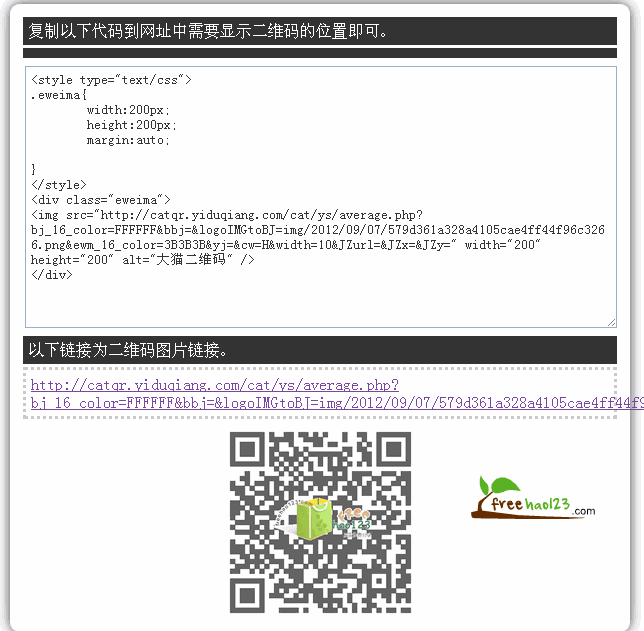 复制以下代码到网址中需要显示二维码的位置即可。
<style type="text/css">
.eweima{
width:200px;
height:200px;
margin:auto;
}
</style>
<div class="eweima">
<img src="http://catqr.yiduqiang.com/cat/ys/average.php?
bj_16_color=FFFFFF&bbj=&logoIMGtoBJ=img/2012/09/07/579d361a328a4105cae4ff44f96c326
6.png&ewm_16_color=3B3B3B&yj=&cw=H&width=10&JZurl=&JZx=&JZy=" width="200"
height="200" alt="大猫二维码" />
</div>
以下链接为二维码图片链接。
http://catqr.yiduqiang.com/cat/ys/average.php?
bj_16_color=FFFFFF&bbj=&logoIMGtoBJ=img/2012/09/07/579d361a328a4105cae4ff44f9
hao123
freehao123.com